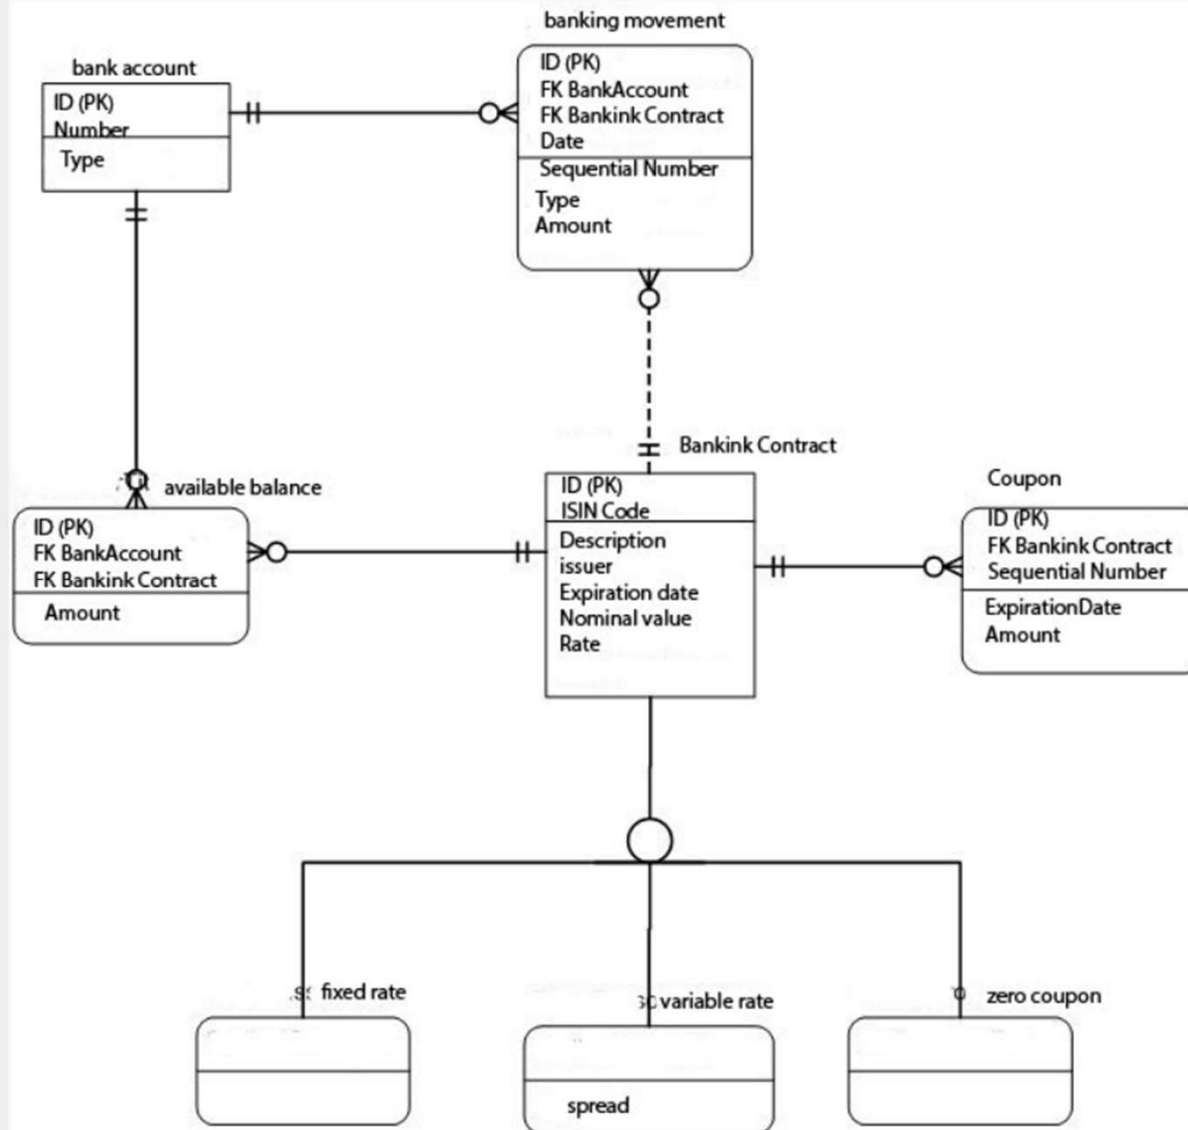 banking movement
ID (PK)
FK BankAccount
FK Bankink Contract
Date
Sequential Number
Type
Amount
bank account
ID (PK)
Number
Type
available balance
ID (PK)
FK BankAccount
FK Bankink Contract
Amount
Bankink Contract
ID (PK)
ISIN Code
Description
issuer
Expiration date
Nominal value
Rate
Coupon
ID (PK)
FK Bankink Contract
Sequential Number
ExpirationDate
Amount
fixed rate
variable rate
spread
zero coupon